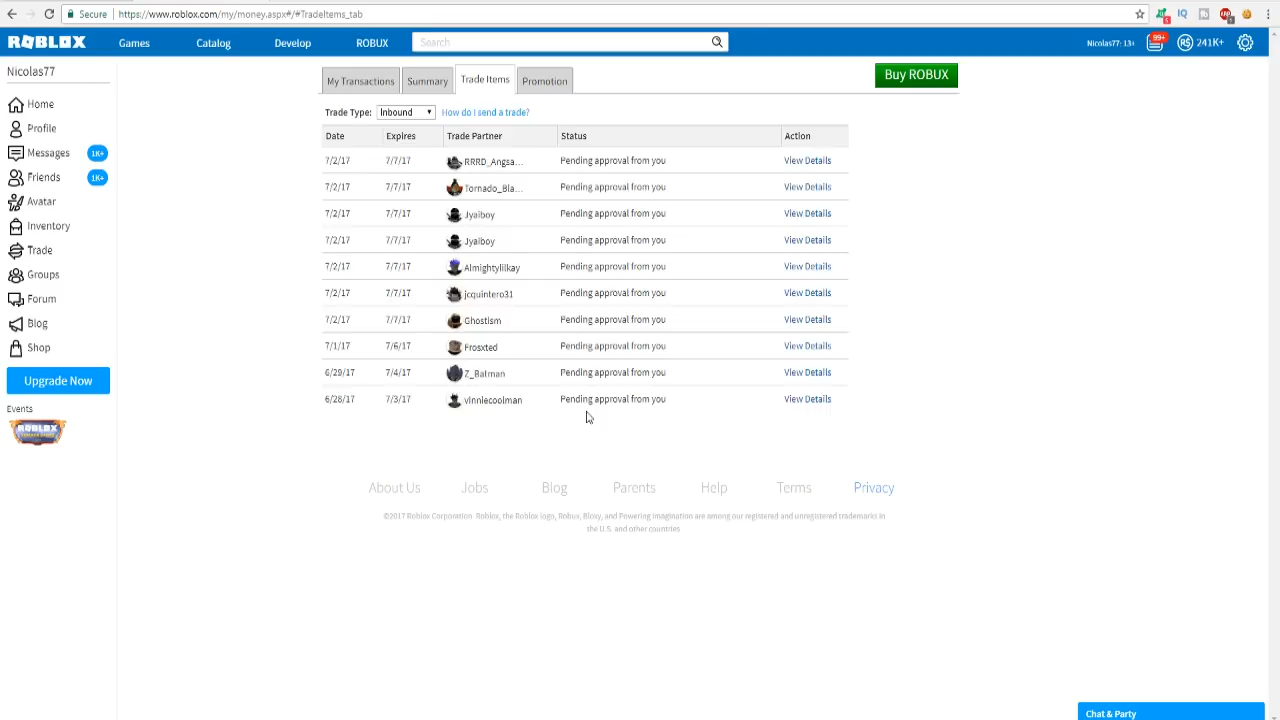 Secure https://www.roblox.com/my/money.aspx#/#TradeItems_tab
ROBLOX Games Catalog Develop ROBUX Search Nicolas77: 13+ 99+ R$ 241K+
Nicolas77
Home
Profile
Messages 1K+
Friends 1K+
Avatar
Inventory
Trade
Groups
Forum
Blog
Shop
Upgrade Now
Events
My Transactions Summary Trade Items Promotion Buy ROBUX
Trade Type: Inbound How do I send a trade?
Date Expires Trade Partner Status Action
7/2/17 7/7/17 RRRD_Angsa... Pending approval from you View Details
7/2/17 7/7/17 Tornado_Bla... Pending approval from you View Details
7/2/17 7/7/17 Jyaiboy Pending approval from you View Details
7/2/17 7/7/17 Jyaiboy Pending approval from you View Details
7/2/17 7/7/17 Almightylilkay Pending approval from you View Details
7/2/17 7/7/17 jcquintero31 Pending approval from you View Details
7/2/17 7/7/17 Ghostism Pending approval from you View Details
7/1/17 7/6/17 Frosxted Pending approval from you View Details
6/29/17 7/4/17 Z_Batman Pending approval from you View Details
6/28/17 7/3/17 vinniecoolman Pending approval from you View Details
About Us Jobs Blog Parents Help Terms Privacy
©2017 Roblox Corporation. Roblox, the Roblox logo, Robux, Bloxy, and Powering Imagination are among our registered and unregistered trademarks in
the U.S. and other countries
Chat & Party